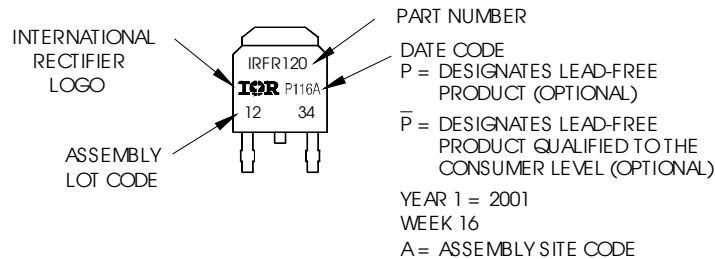 INTERNATIONAL
RECTIFIER
LOGO
ASSEMBLY
LOT CODE
IRFR120
IOR P116A
12 34
PART NUMBER
DATE CODE
P = DESIGNATES LEAD-FREE
PRODUCT (OPTIONAL)
P̅ = DESIGNATES LEAD-FREE
PRODUCT QUALIFIED TO THE
CONSUMER LEVEL (OPTIONAL)
YEAR 1 = 2001
WEEK 16
A = ASSEMBLY SITE CODE